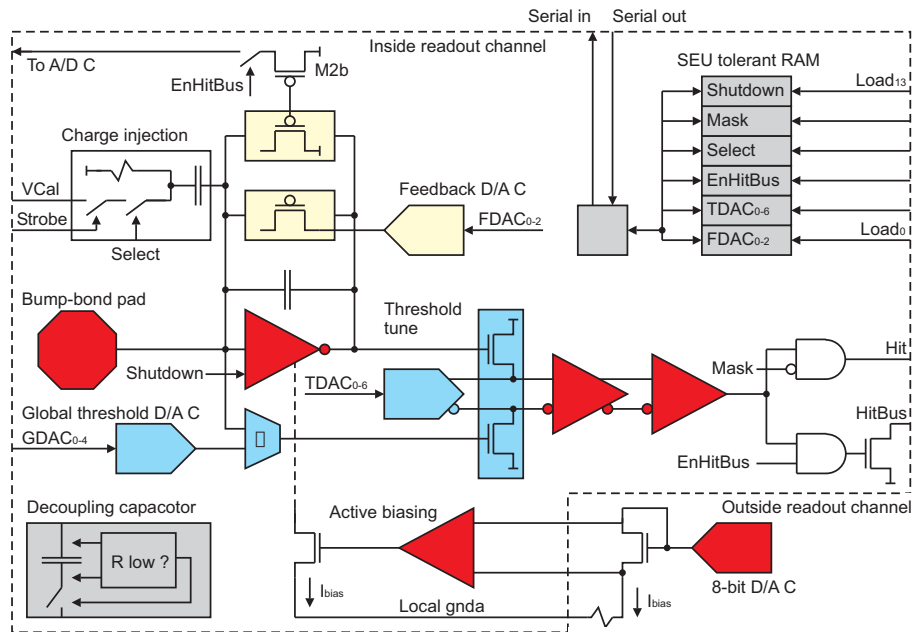 Serial in
Serial out
Inside readout channel
To A/D C
M2b
EnHitBus
SEU tolerant RAM
Shutdown
Load13
Mask
Select
EnHitBus
TDAC0-6
FDAC0-2
Load0
Charge injection
VCal
Strobe
Select
Feedback D/A C
FDAC0-2
Bump-bond pad
Threshold
tune
Shutdown
TDAC0-6
Mask
Hit
HitBus
EnHitBus
Global threshold D/A C
GDAC0-4
Decoupling capacotor
R low ?
Active biasing
Outside readout channel
8-bit D/A C
Ibias
Local gnda
Ibias